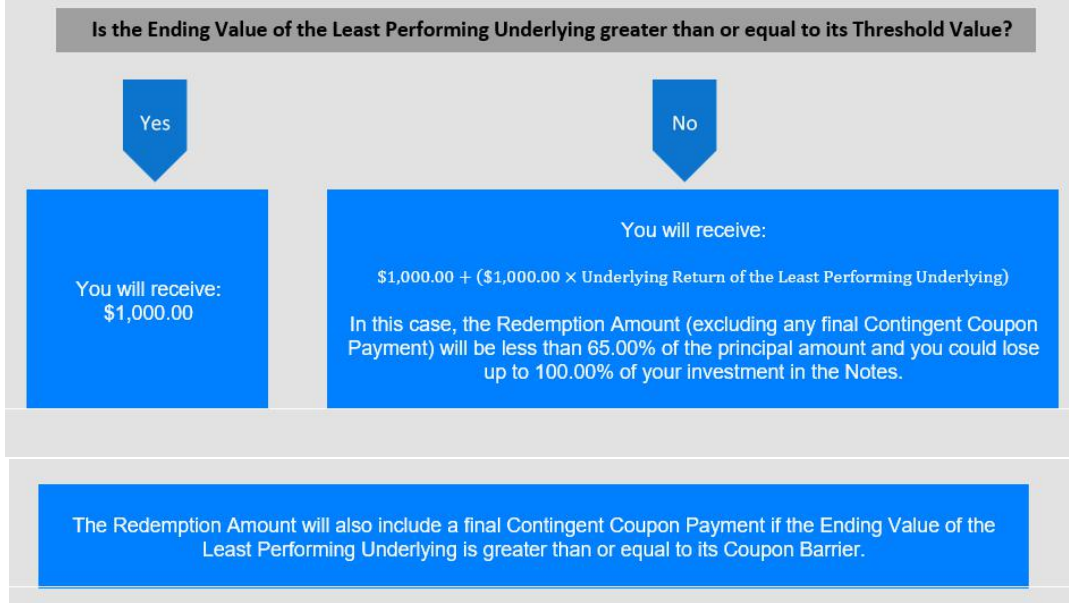 Is the Ending Value of the Least Performing Underlying greater than or equal to its Threshold Value?
Yes
No
You will receive:
$1,000.00
You will receive:
$1,000.00 + ($1,000.00 × Underlying Return of the Least Performing Underlying)
In this case, the Redemption Amount (excluding any final Contingent Coupon
Payment) will be less than 65.00% of the principal amount and you could lose
up to 100.00% of your investment in the Notes.
The Redemption Amount will also include a final Contingent Coupon Payment if the Ending Value of the
Least Performing Underlying is greater than or equal to its Coupon Barrier.